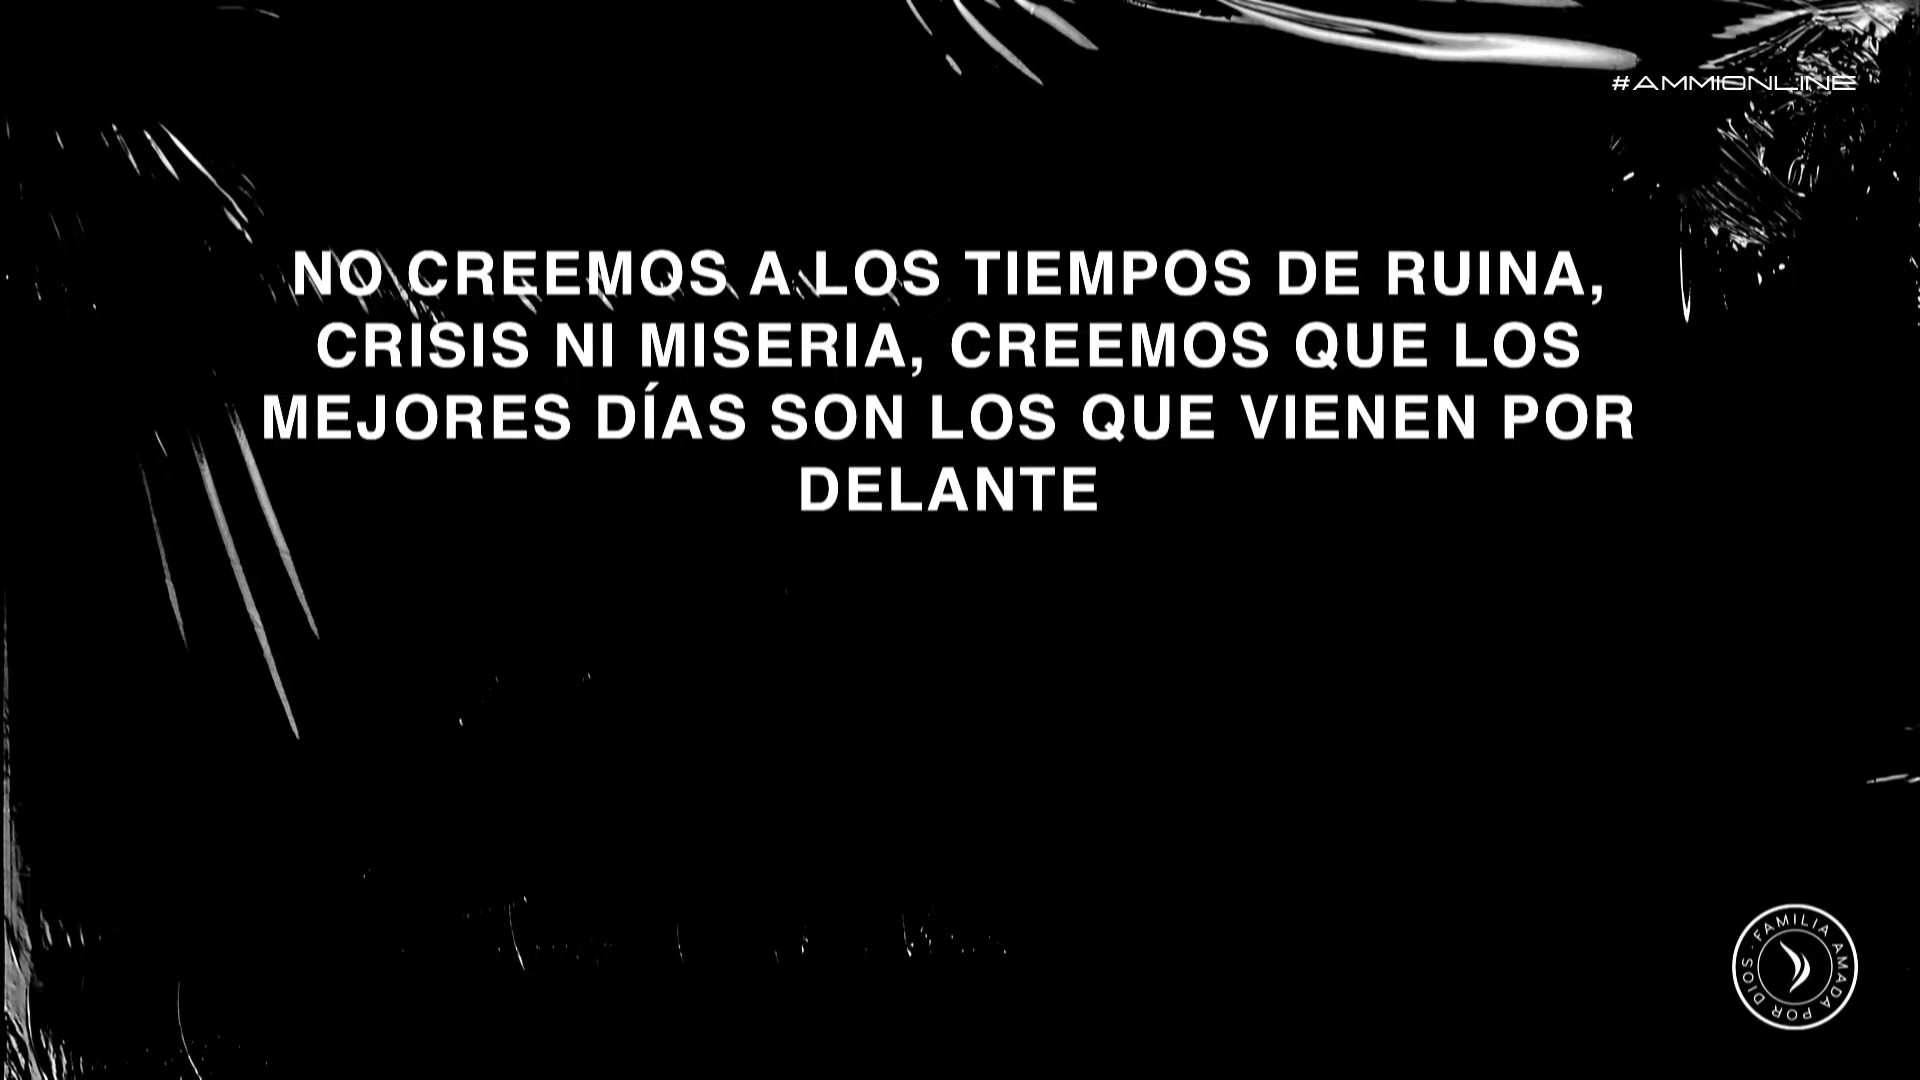 #AMMIONLINE
NO CREEMOS A LOS TIEMPOS DE RUINA,
CRISIS NI MISERIA, CREEMOS QUE LOS
MEJORES DÍAS SON LOS QUE VIENEN POR
DELANTE
FAMILIA AMADA POR DIOS